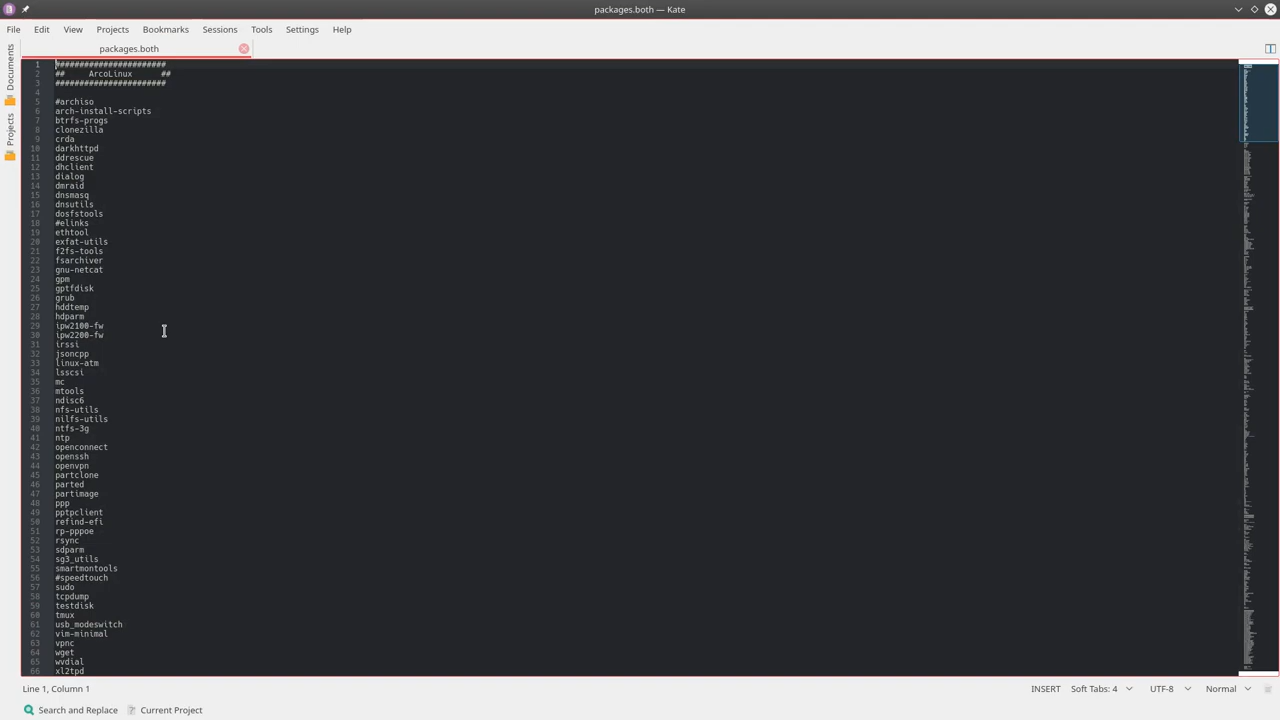 packages.both — Kate
File Edit View Projects Bookmarks Sessions Tools Settings Help
packages.both
Documents
Projects
1 #######################
2 ##     ArcoLinux      ##
3 #######################
4
5 #archiso
6 arch-install-scripts
7 btrfs-progs
8 clonezilla
9 crda
10 darkhttpd
11 ddrescue
12 dhclient
13 dialog
14 dmraid
15 dnsmasq
16 dnsutils
17 dosfstools
18 #elinks
19 ethtool
20 exfat-utils
21 f2fs-tools
22 fsarchiver
23 gnu-netcat
24 gpm
25 gptfdisk
26 grub
27 hddtemp
28 hdparm
29 ipw2100-fw
30 ipw2200-fw
31 irssi
32 jsoncpp
33 linux-atm
34 lsscsi
35 mc
36 mtools
37 ndisc6
38 nfs-utils
39 nilfs-utils
40 ntfs-3g
41 ntp
42 openconnect
43 openssh
44 openvpn
45 partclone
46 parted
47 partimage
48 ppp
49 pptpclient
50 refind-efi
51 rp-pppoe
52 rsync
53 sdparm
54 sg3_utils
55 smartmontools
56 #speedtouch
57 sudo
58 tcpdump
59 testdisk
60 tmux
61 usb_modeswitch
62 vim-minimal
63 vpnc
64 wget
65 wvdial
66 xl2tpd
Line 1, Column 1 INSERT Soft Tabs: 4 UTF-8 Normal
Search and Replace Current Project